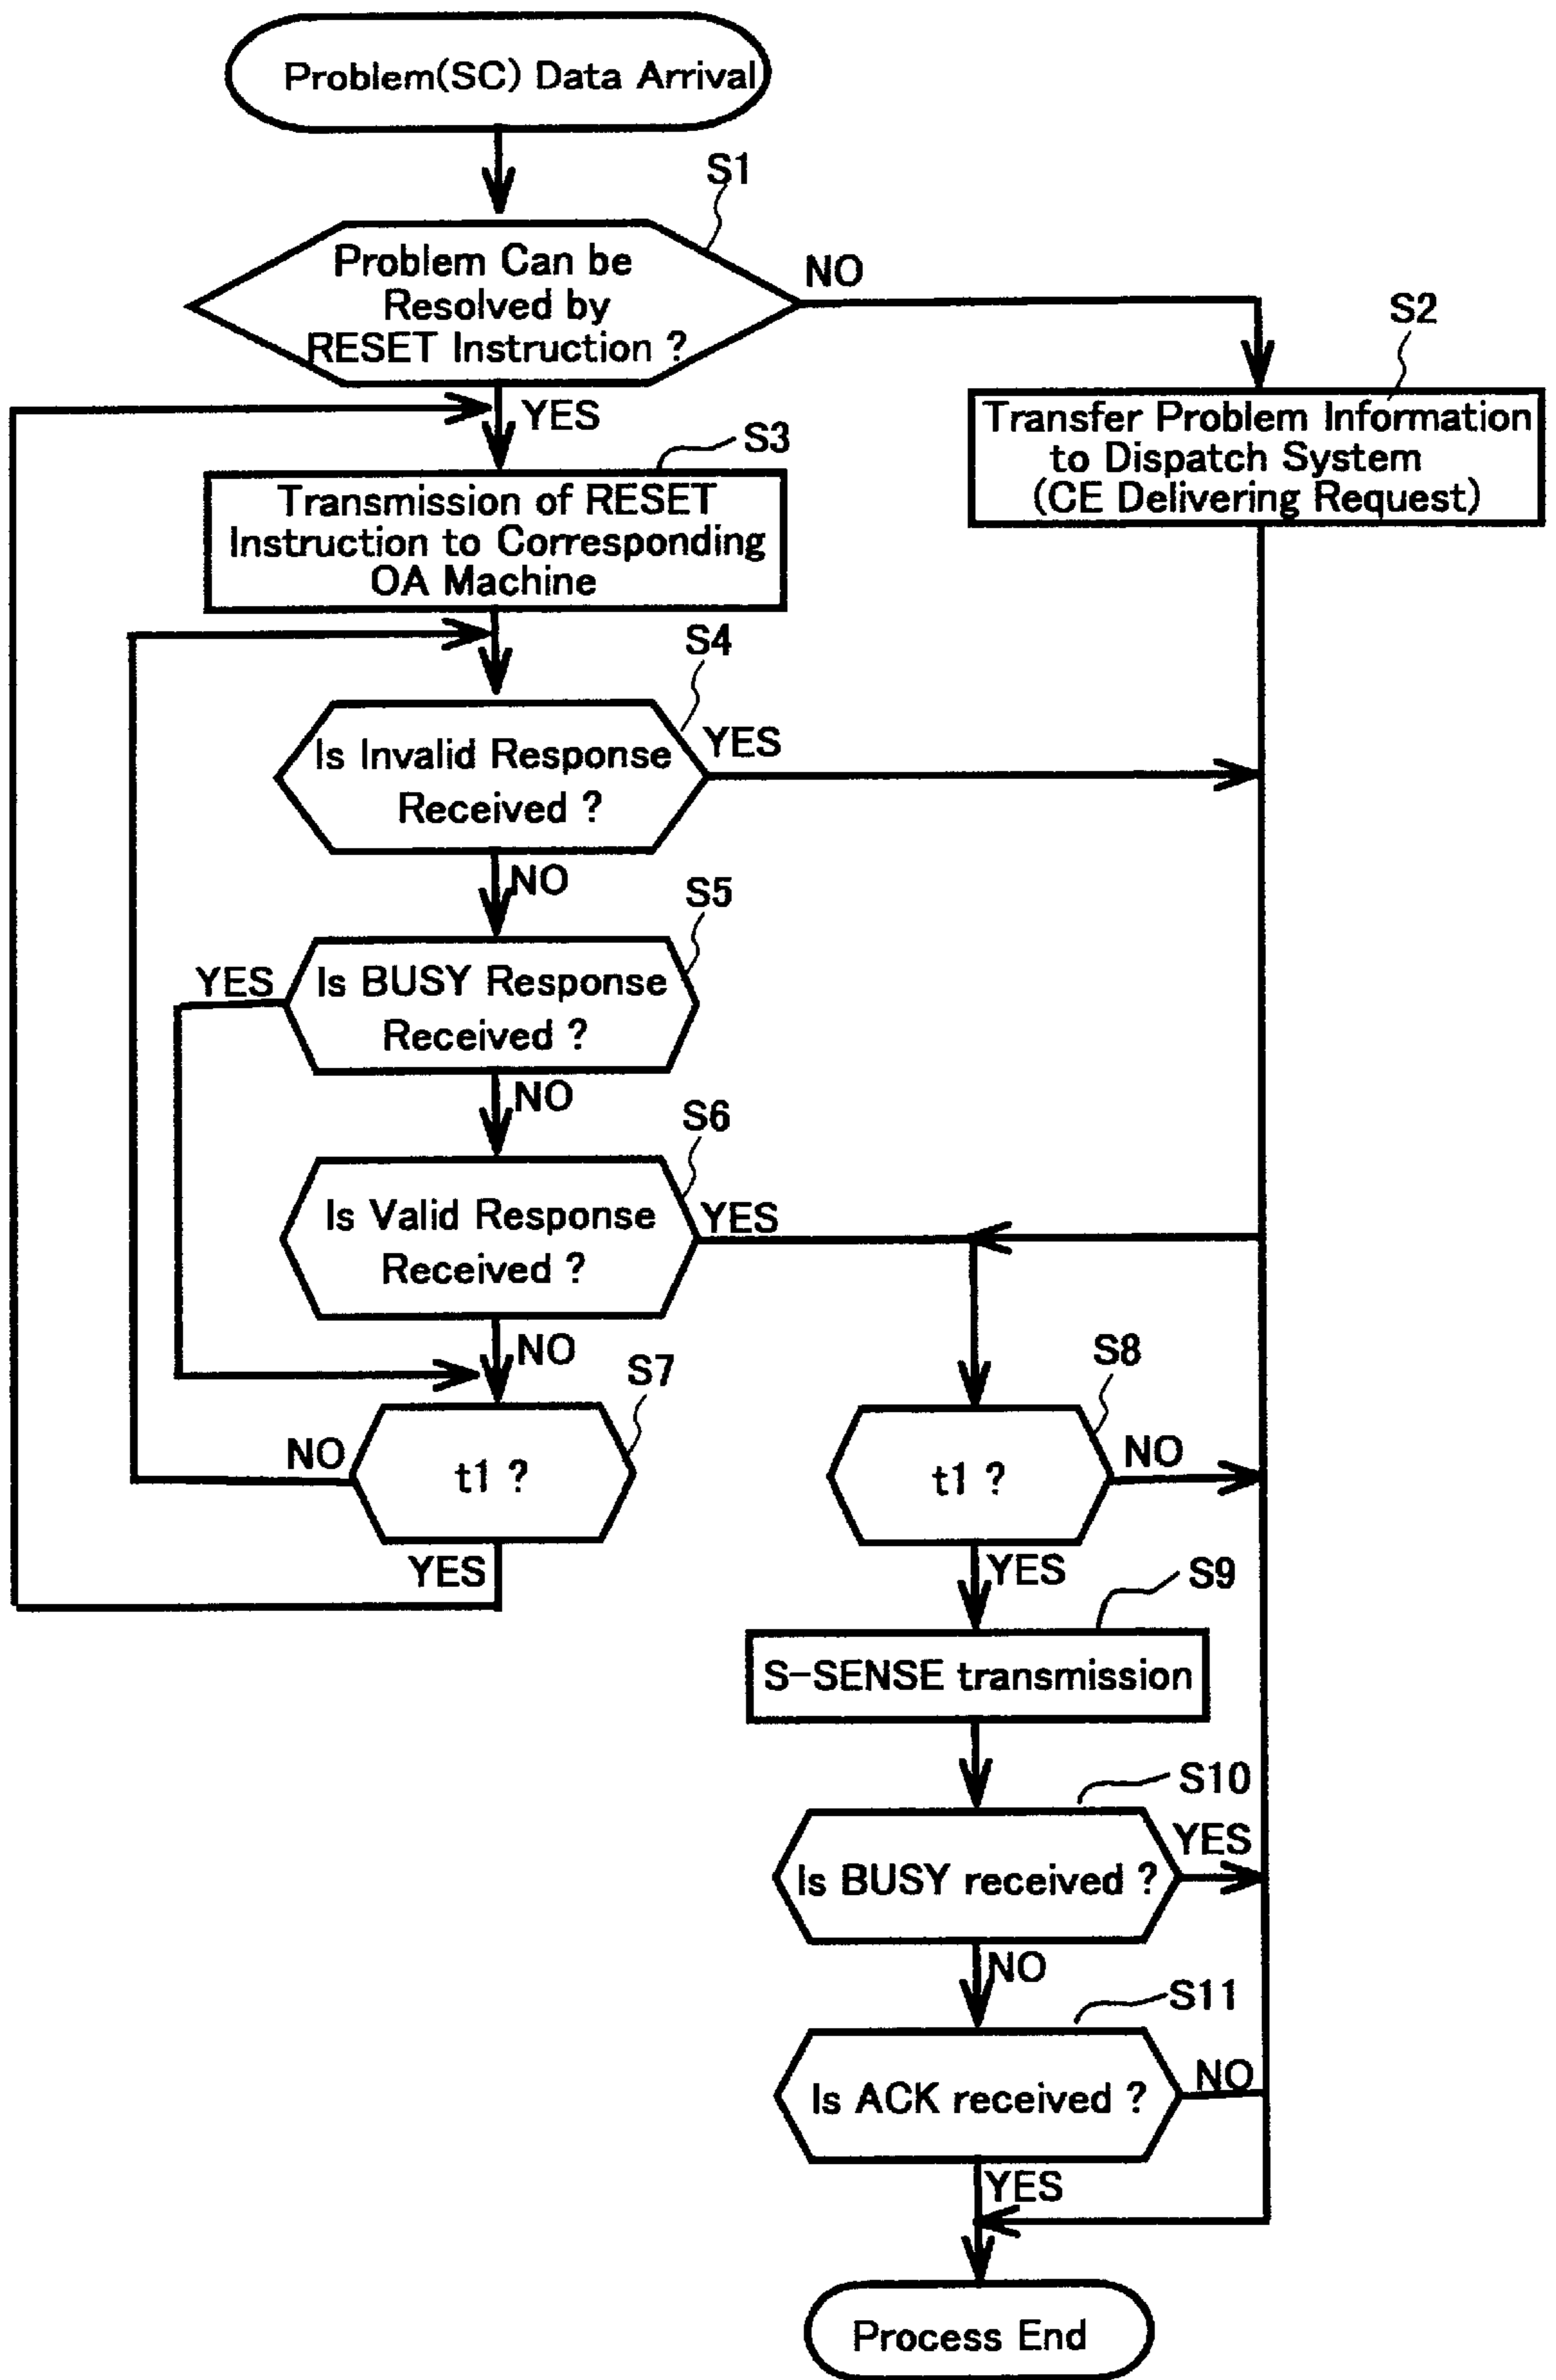 Problem(SC) Data Arrival
S1
Problem Can be
Resolved by
RESET Instruction ?
NO
YES
S2
Transfer Problem Information
to Dispatch System
(CE Delivering Request)
S3
Transmission of RESET
Instruction to Corresponding
OA Machine
S4
Is Invalid Response
Received ?
YES
NO
S5
Is BUSY Response
Received ?
YES
NO
S6
Is Valid Response
Received ?
YES
NO
S7
t1 ?
NO
YES
S8
t1 ?
NO
YES
S9
S-SENSE transmission
S10
Is BUSY received ?
YES
NO
S11
Is ACK received ?
NO
YES
Process End